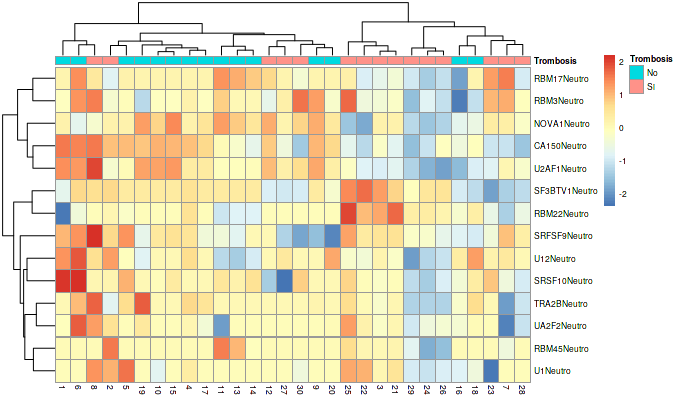 Trombosis
RBM17Neutro
RBM3Neutro
NOVA1Neutro
CA150Neutro
U2AF1Neutro
SF3BTV1Neutro
RBM22Neutro
SRFSF9Neutro
U12Neutro
SRSF10Neutro
TRA2BNeutro
UA2F2Neutro
RBM45Neutro
U1Neutro
1 6 8 2 5 19 10 15 4 17 11 13 14 12 27 30 9 20 25 22 3 21 29 24 26 16 18 23 7 28
2
1
0
-1
-2
Trombosis
No
SI